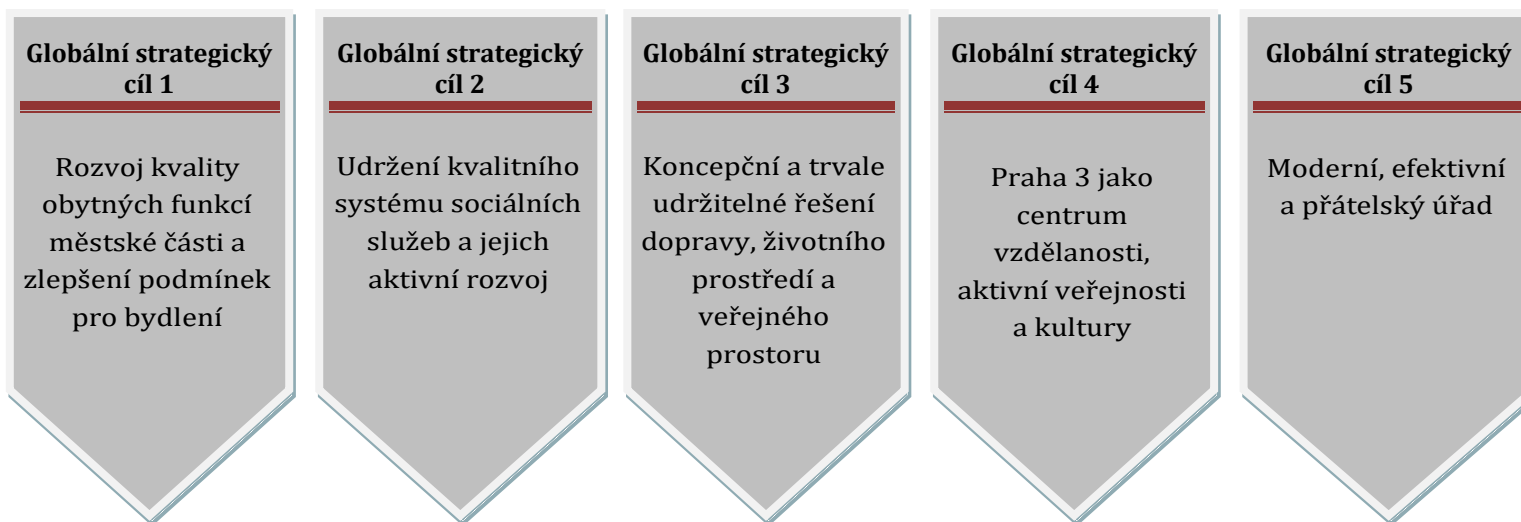 Globální strategický
cíl 1
Rozvoj kvality
obytných funkcí
městské části a
zlepšení podmínek
pro bydlení
Globální strategický
cíl 2
Udržení kvalitního
systému sociálních
služeb a jejich
aktivní rozvoj
Globální strategický
cíl 3
Koncepční a trvale
udržitelné řešení
dopravy, životního
prostředí a
veřejného
prostoru
Globální strategický
cíl 4
Praha 3 jako
centrum
vzdělanosti,
aktivní veřejnosti
a kultury
Globální strategický
cíl 5
Moderní, efektivní
a přátelský úřad